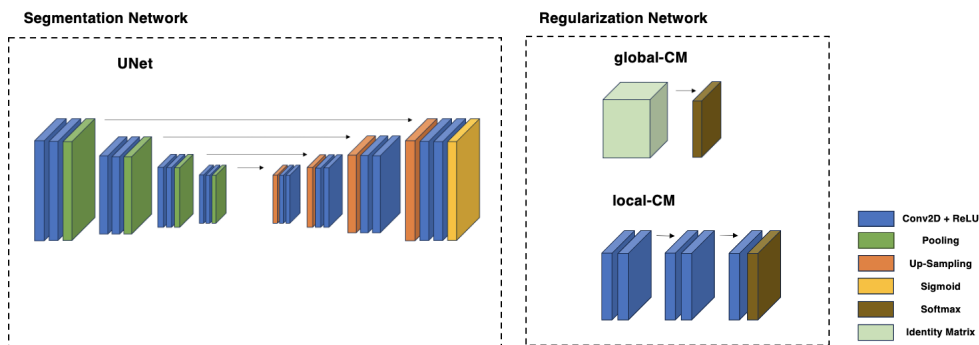 Segmentation Network
Regularization Network
UNet
global-CM
local-CM
Conv2D + ReLU
Pooling
Up-Sampling
Sigmoid
Softmax
Identity Matrix